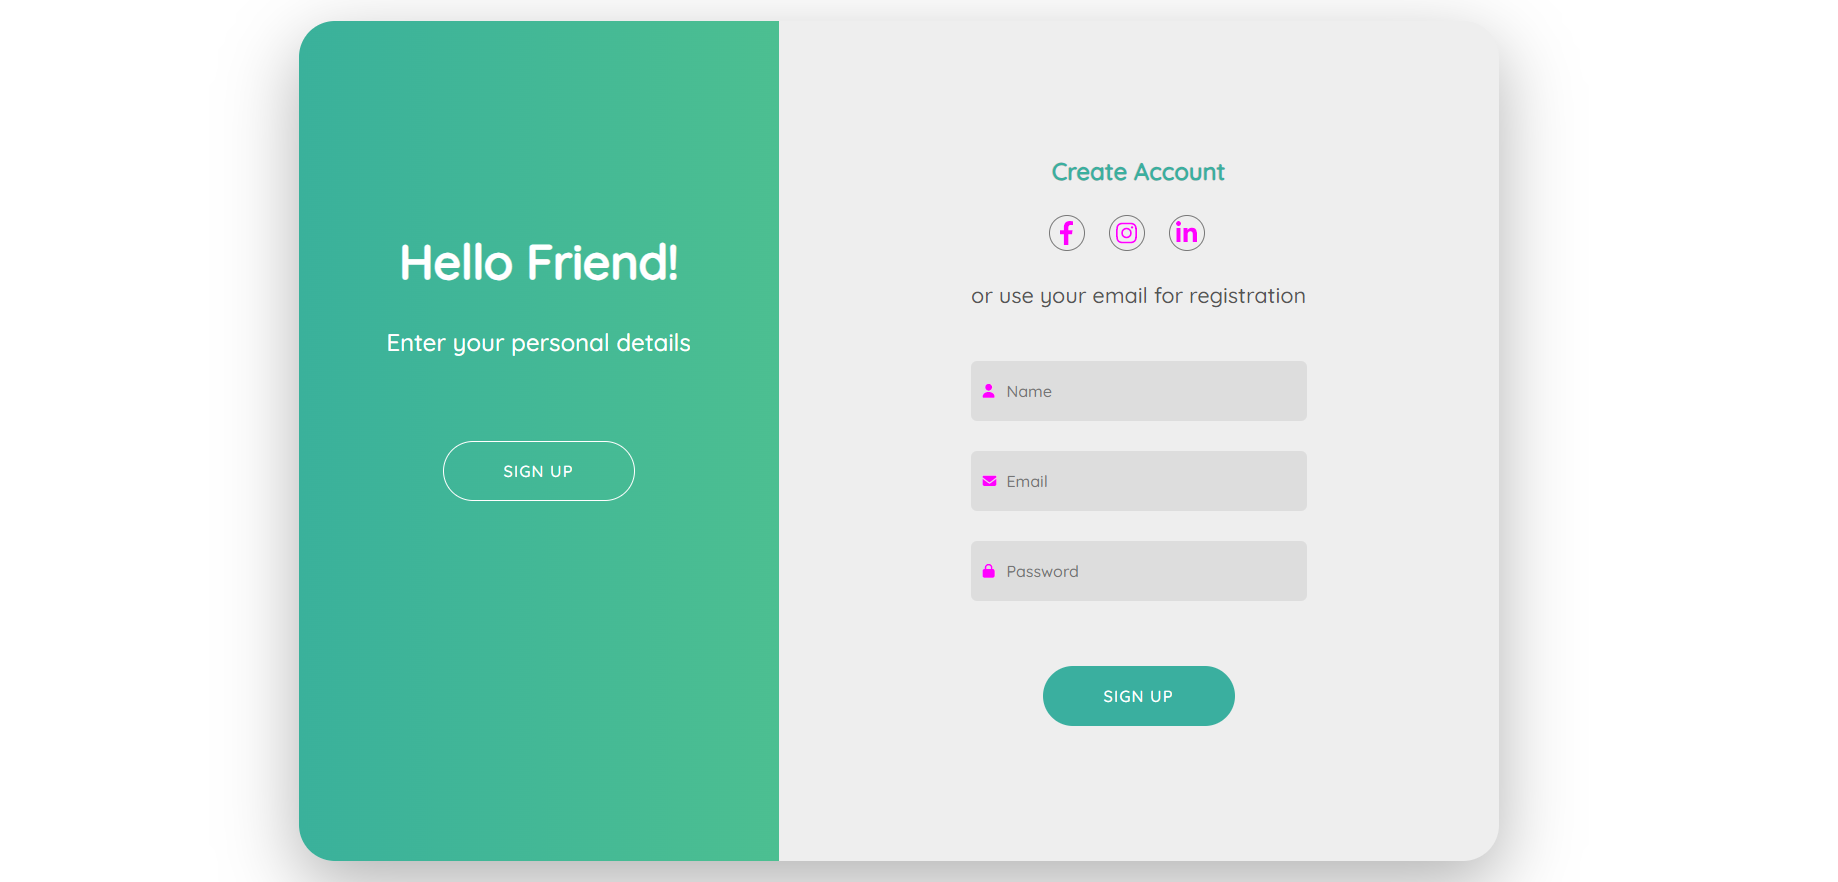 Hello Friend!
Enter your personal details
SIGN UP
Create Account
or use your email for registration
Name
Email
Password
SIGN UP